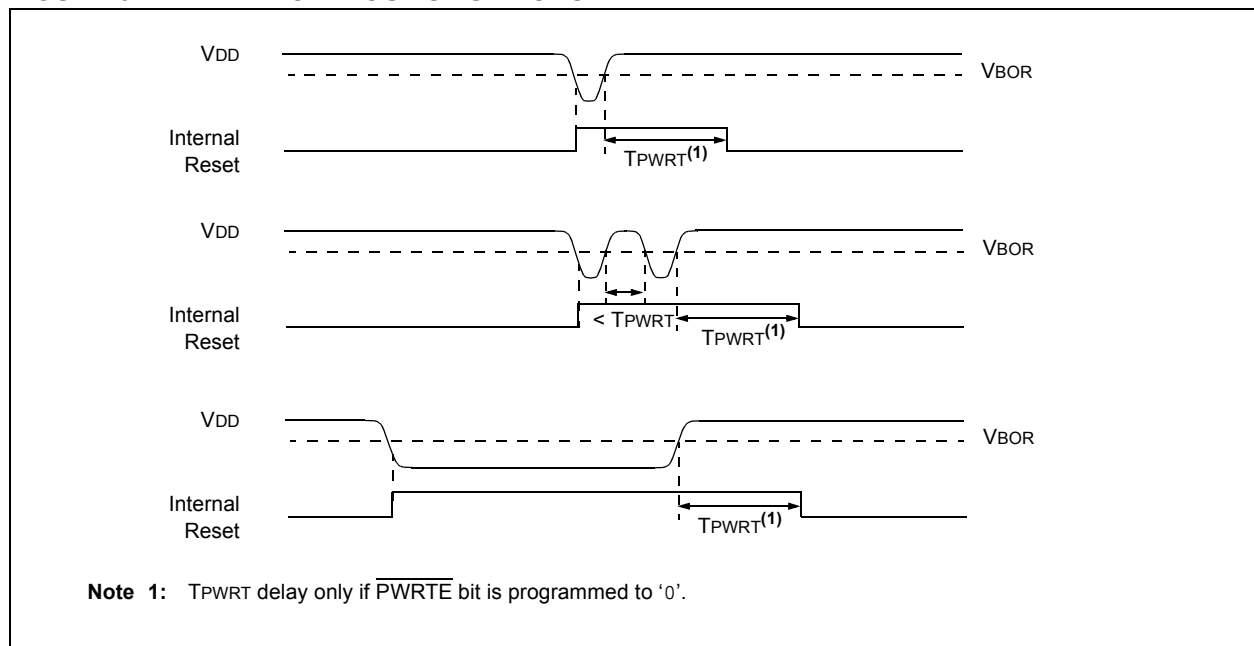 VDD
VBOR
Internal
Reset
TPWRT(1)
VDD
VBOR
Internal
Reset
< TPWRT
TPWRT(1)
VDD
VBOR
Internal
Reset
TPWRT(1)
Note 1: TPWRT delay only if PWRTE bit is programmed to ‘0’.